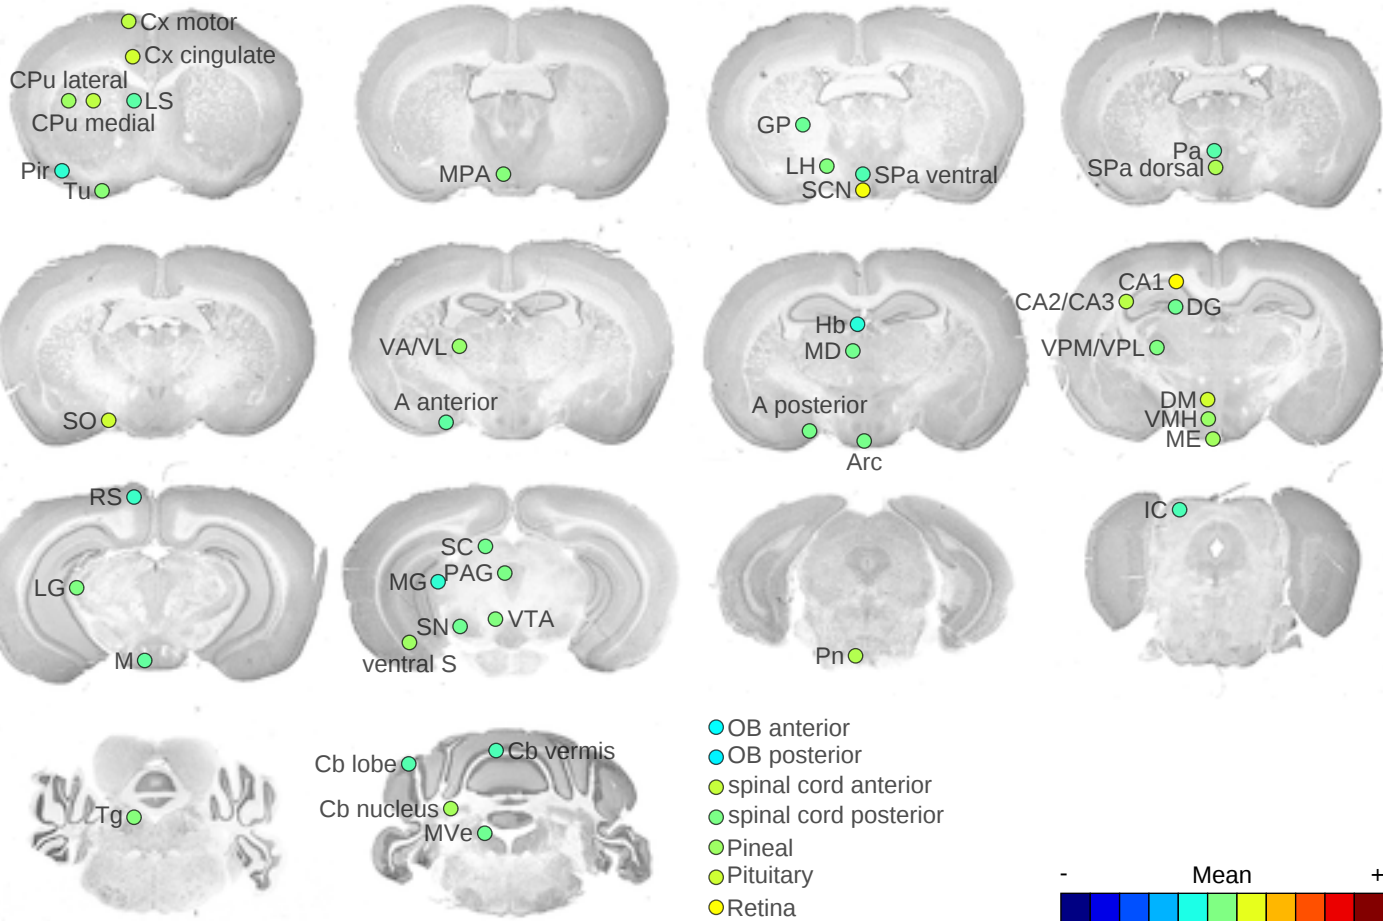 Cx motor
Cx cingulate
CPu lateral
LS
CPu medial
Pir
Tu
MPA
GP
LH
SPa ventral
SCN
Pa
SPa dorsal
SO
VA/VL
A anterior
Hb
MD
A posterior
Arc
CA1
CA2/CA3
DG
VPM/VPL
DM
VMH
ME
RS
LG
M
SC
MG
PAG
SN
VTA
ventral S
Pn
IC
Tg
Cb lobe
Cb vermis
Cb nucleus
MVe
OB anterior
OB posterior
spinal cord anterior
spinal cord posterior
Pineal
Pituitary
Retina
- Mean +